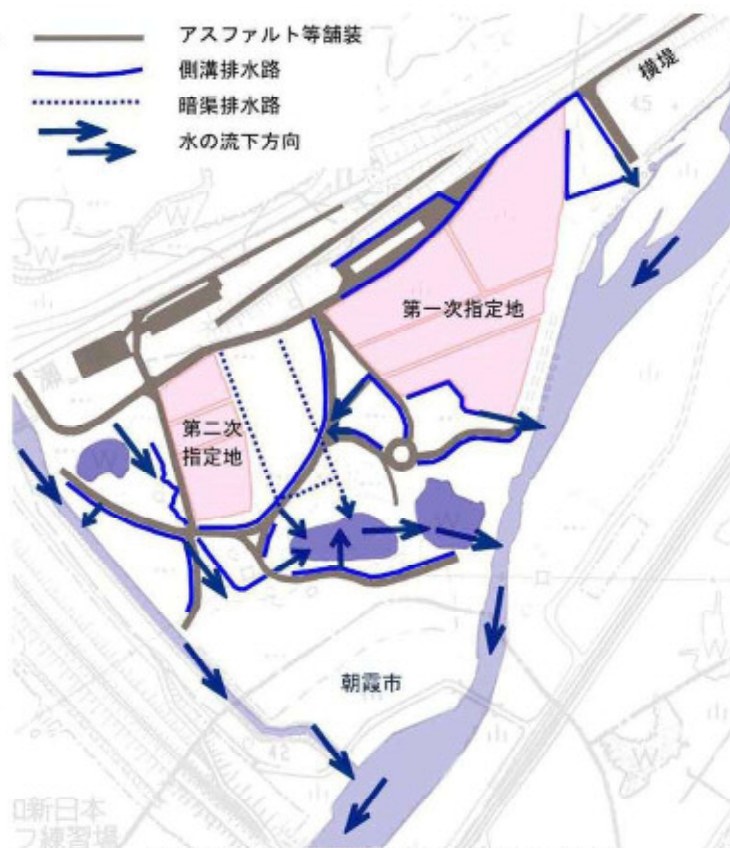 アスファルト等舗装
側溝排水路
暗渠排水路
水の流下方向
横堤
45
W
第一次指定地
第二次
指定地
W
W
朝霞市
42
W
新日本
フ練習場